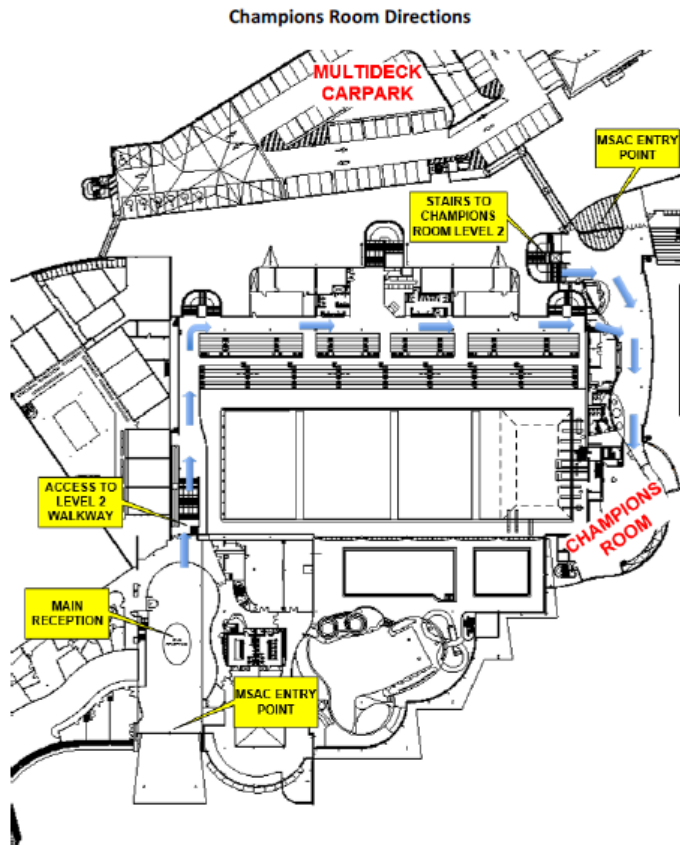 Champions Room Directions
MULTIDECK
CARPARK
MSAC ENTRY
POINT
STAIRS TO
CHAMPIONS
ROOM LEVEL 2
ACCESS TO
LEVEL 2
WALKWAY
CHAMPIONS
ROOM
MAIN
RECEPTION
MSAC ENTRY
POINT